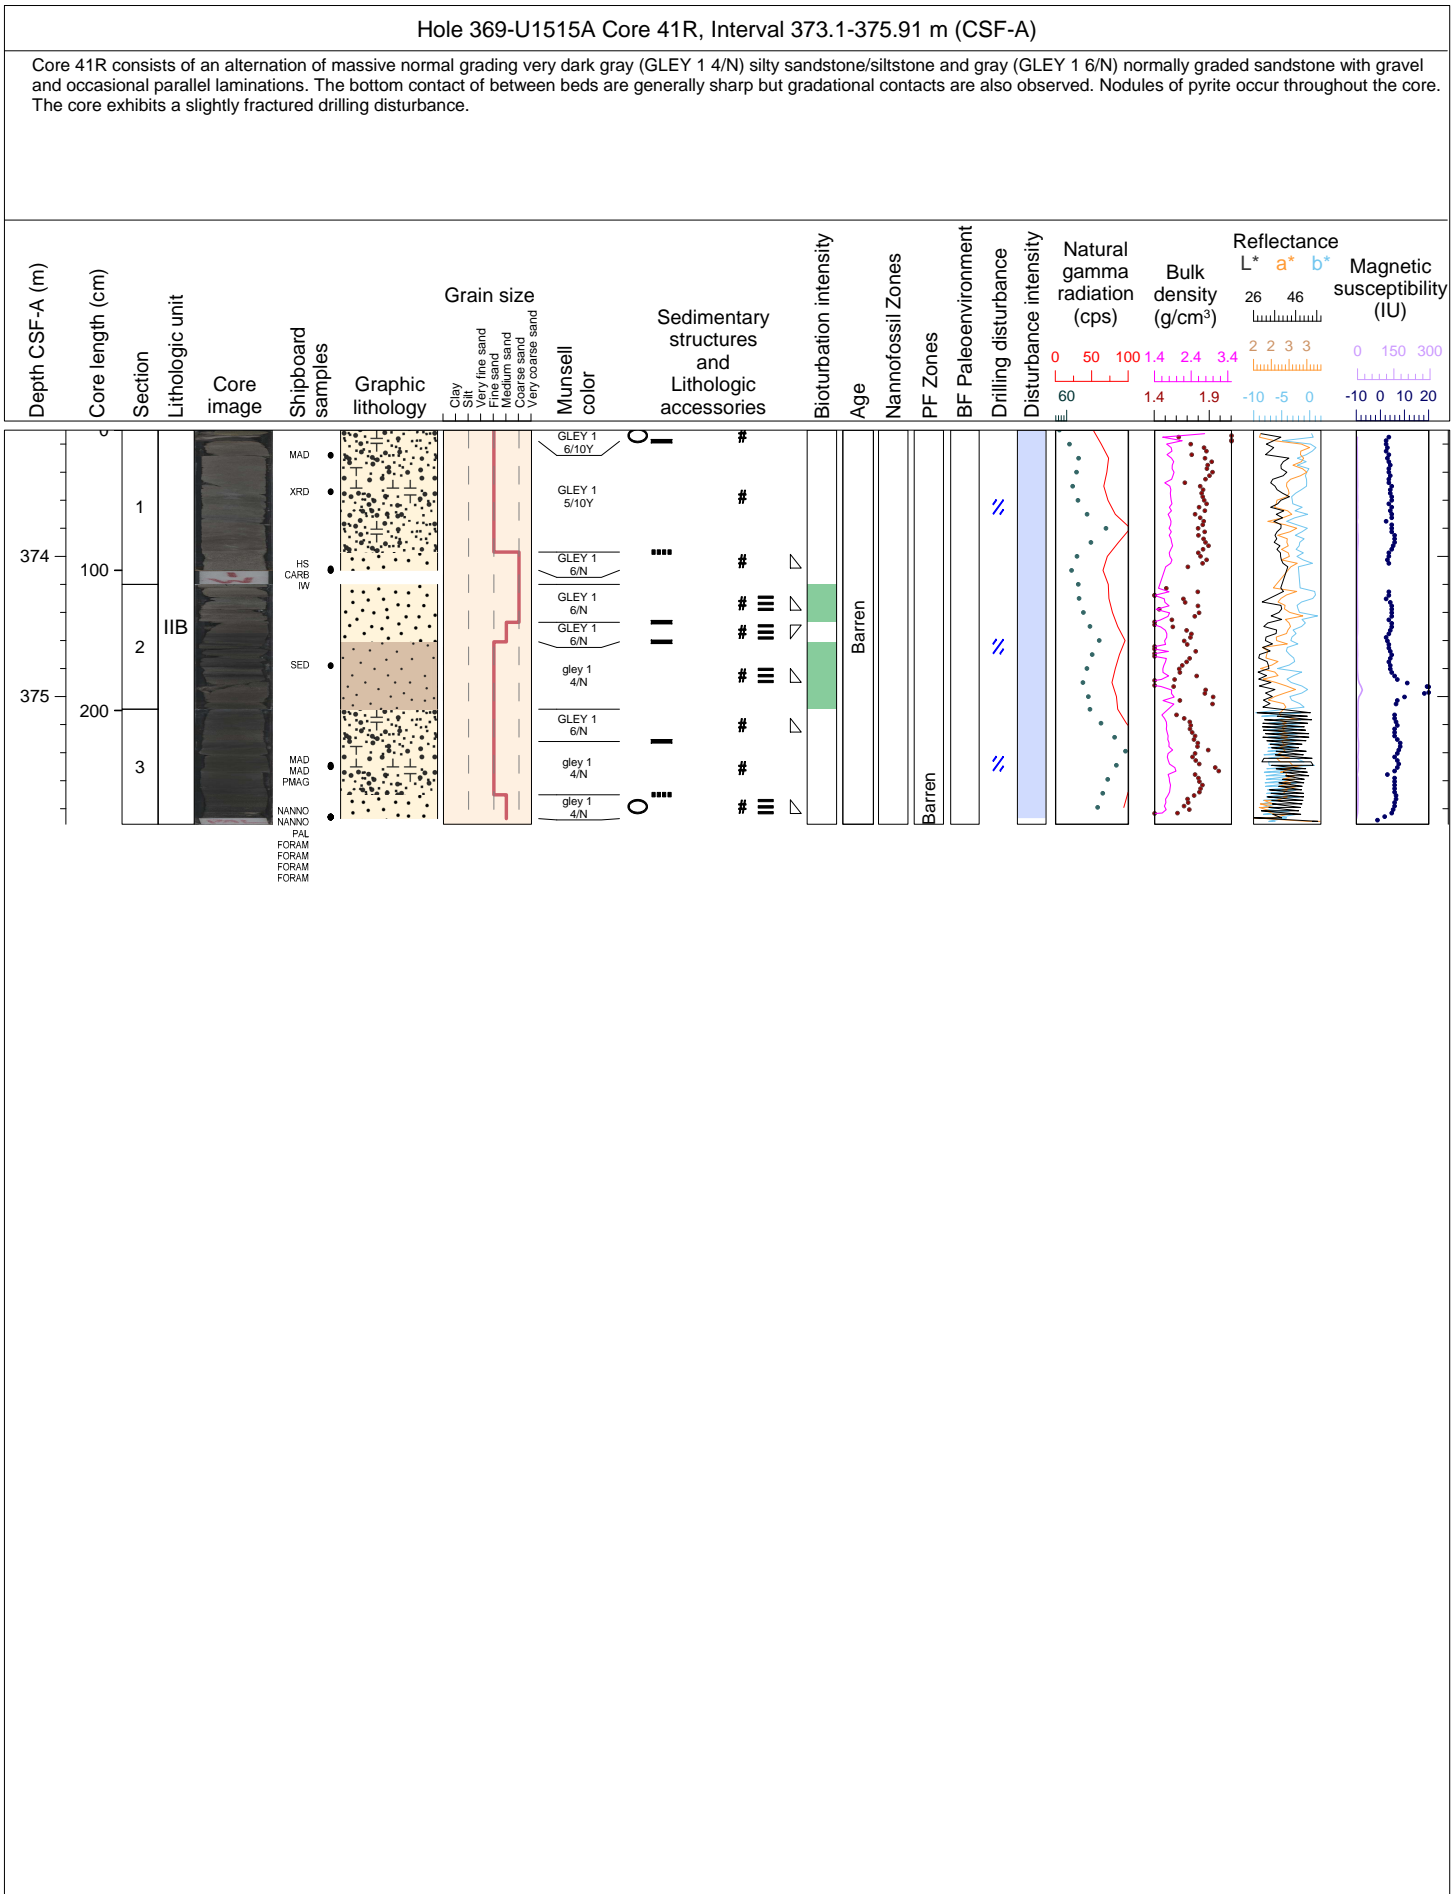 Hole 369-U1515A Core 41R, Interval 373.1-375.91 m (CSF-A)
Core 41R consists of an alternation of massive normal grading very dark gray (GLEY 1 4/N) silty sandstone/siltstone and gray (GLEY 1 6/N) normally graded sandstone with gravel
and occasional parallel laminations. The bottom contact of between beds are generally sharp but gradational contacts are also observed. Nodules of pyrite occur throughout the core.
The core exhibits a slightly fractured drilling disturbance.
Depth CSF-A (m)
Core length (cm)
Section
Lithologic unit
Core
image
Shipboard
samples
Graphic
lithology
Grain size
Clay
Silt
Very fine sand
Fine sand
Medium sand
Coarse sand
Very coarse sand
Munsell
color
Sedimentary
structures
and
Lithologic
accessories
Bioturbation intensity
Age
Nannofossil Zones
PF Zones
BF Paleoenvironment
Drilling disturbance
Disturbance intensity
Natural
gamma
radiation
(cps)
0 50 100
60
Bulk
density
(g/cm³)
1.4 2.4 3.4
1.4 1.9
Reflectance
L* a* b*
26 46
2 2 3 3
-10 -5 0
Magnetic
susceptibility
(IU)
0 150 300
-10 0 10 20
374
375
0
100
200
1
2
3
IIB
MAD
XRD
HS
CARB
IW
SED
MAD
MAD
PMAG
NANNO
NANNO
PAL
FORAM
FORAM
FORAM
FORAM
GLEY 1
6/10Y
GLEY 1
5/10Y
GLEY 1
6/N
GLEY 1
6/N
GLEY 1
6/N
gley 1
4/N
GLEY 1
6/N
gley 1
4/N
gley 1
4/N
Barren
Barren